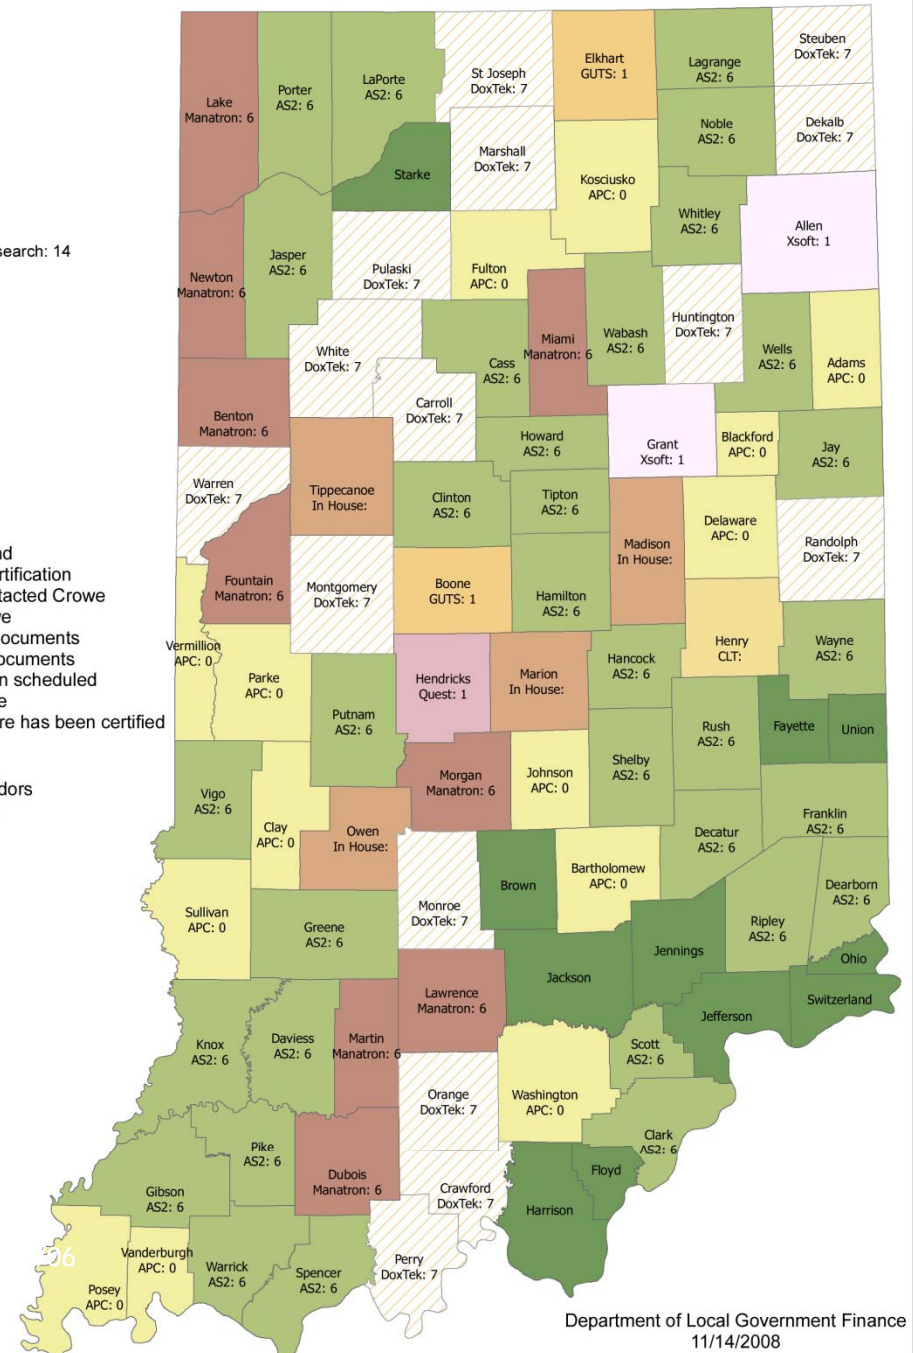 Steuben
DoxTek: 7
Elkhart
GUTS: 1
Lagrange
AS2: 6
St Joseph
DoxTek: 7
LaPorte
AS2: 6
Porter
AS2: 6
Lake
Manatron: 6
Noble
AS2: 6
Dekalb
DoxTek: 7
Marshall
DoxTek: 7
Starke
Kosciusko
APC: 0
Whitley
AS2: 6
Allen
Xsoft: 1
search: 14
Jasper
AS2: 6
Pulaski
DoxTek: 7
Fulton
APC: 0
Newton
Manatron: 6
Huntington
DoxTek: 7
Wabash
AS2: 6
Miami
Manatron: 6
White
DoxTek: 7
Cass
AS2: 6
Wells
AS2: 6
Adams
APC: 0
Carroll
DoxTek: 7
Benton
Manatron: 6
Howard
AS2: 6
Grant
Xsoft: 1
Blackford
APC: 0
Jay
AS2: 6
Warren
DoxTek: 7
Tippecanoe
In House:
Clinton
AS2: 6
Tipton
AS2: 6
Delaware
APC: 0
Madison
In House:
Randolph
DoxTek: 7
nd
rtification
ntacted Crowe
we
ocuments
ocuments
n scheduled
e
re has been certified
dors
Fountain
Manatron: 6
Montgomery
DoxTek: 7
Boone
GUTS: 1
Hamilton
AS2: 6
Vermillion
APC: 0
Henry
CLT:
Wayne
AS2: 6
Parke
APC: 0
Hendricks
Quest: 1
Marion
In House:
Hancock
AS2: 6
Putnam
AS2: 6
Rush
AS2: 6
Fayette
Union
Morgan
Manatron: 6
Johnson
APC: 0
Shelby
AS2: 6
Vigo
AS2: 6
Clay
APC: 0
Owen
In House:
Franklin
AS2: 6
Decatur
AS2: 6
Brown
Bartholomew
APC: 0
Dearborn
AS2: 6
Monroe
DoxTek: 7
Sullivan
APC: 0
Greene
AS2: 6
Ripley
AS2: 6
Jennings
Ohio
Jackson
Lawrence
Manatron: 6
Switzerland
Jefferson
Knox
AS2: 6
Daviess
AS2: 6
Martin
Manatron: 6
Scott
AS2: 6
Orange
DoxTek: 7
Washington
APC: 0
Clark
AS2: 6
Pike
AS2: 6
Dubois
Manatron: 6
Floyd
Gibson
AS2: 6
Crawford
DoxTek: 7
Harrison
Vanderburgh
APC: 0
Warrick
AS2: 6
Spencer
AS2: 6
Perry
DoxTek: 7
/06
Posey
APC: 0
Department of Local Government Finance
11/14/2008